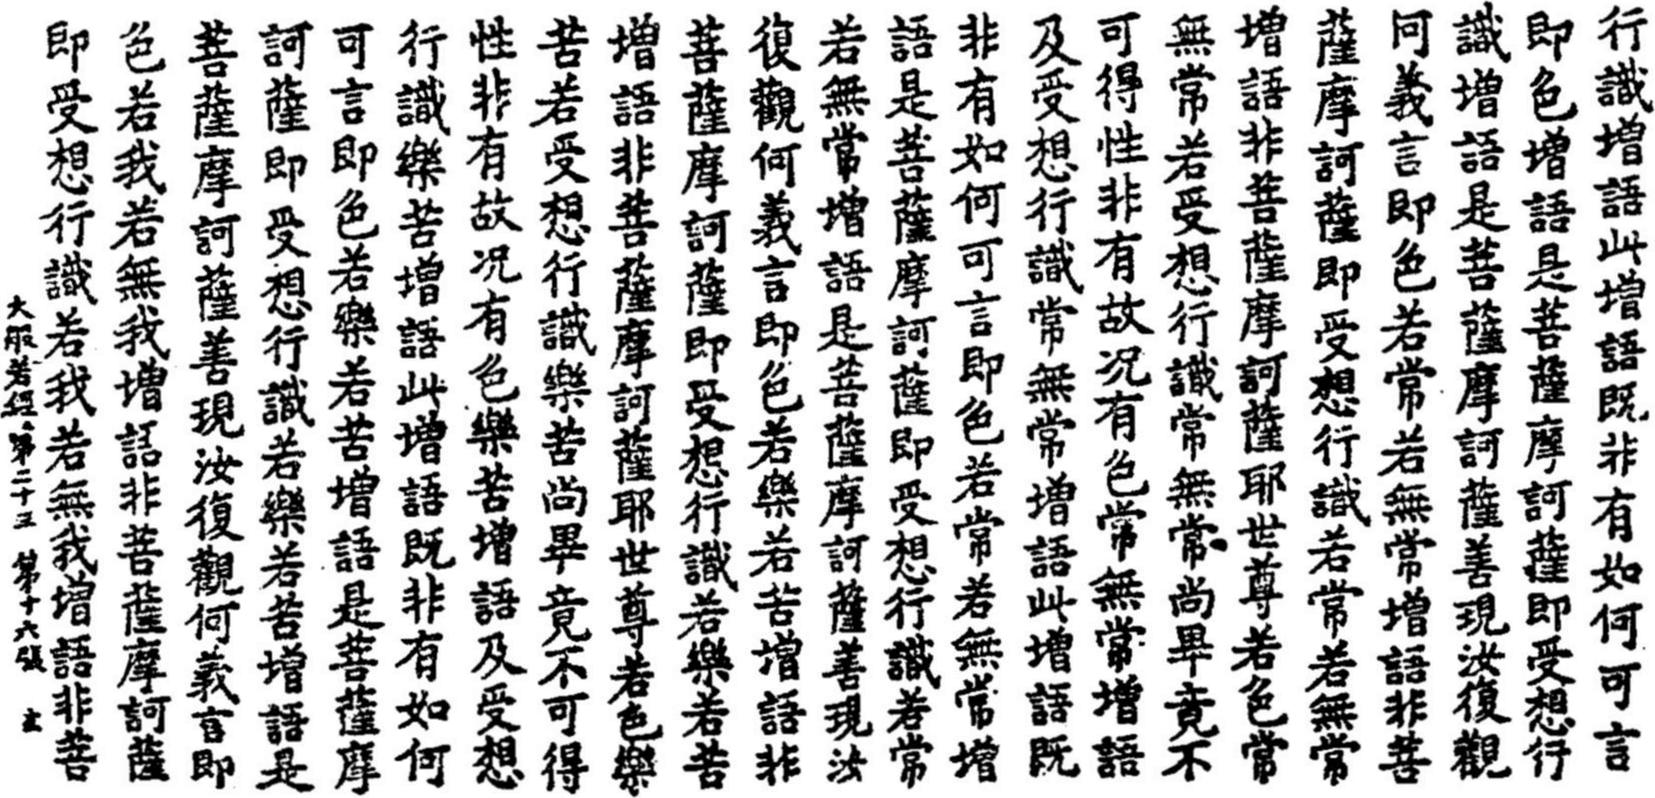 行識增語此增語既非有如何可言
即色增語是菩薩摩訶薩即受想行
識增語是菩薩摩訶薩善現汝復觀
何義言即色若常若無常增語非菩
薩摩訶薩即受想行識若常若無常
增語非菩薩摩訶薩耶世尊若色常
無常若受想行識常無常尚畢竟不
可得性非有故况有色常無常增語
及受想行識常無常增語此增語既
非有如何可言即色若常若無常增
語是菩薩摩訶薩即受想行識若常
若無常增語是菩薩摩訶薩善現汝
復觀何義言即色若樂若苦增語非
菩薩摩訶薩即受想行識若樂若苦
增語非菩薩摩訶薩耶世尊若色樂
苦若受想行識樂苦尚畢竟不可得
性非有故况有色樂苦增語及受想
行識樂苦增語此增語既非有如何
可言即色若樂若苦增語是菩薩摩
訶薩即受想行識若樂若苦增語是
菩薩摩訶薩善現汝復觀何義言即
色若我若無我增語非菩薩摩訶薩
即受想行識若我若無我增語非菩
大般若經第二十三 第十六張